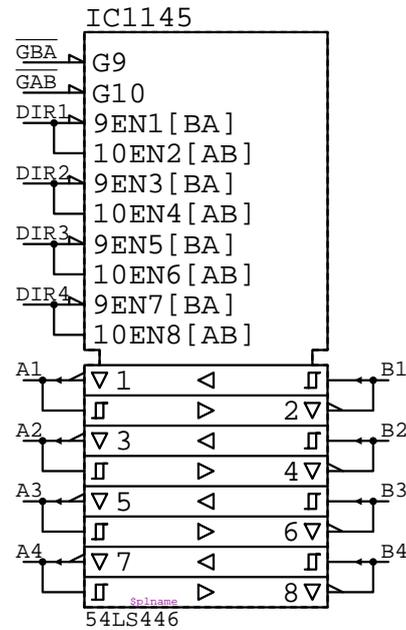 IC1145
GBA
G9
GAB
G10
DIR1
9EN1[BA]
10EN2[AB]
DIR2
9EN3[BA]
10EN4[AB]
DIR3
9EN5[BA]
10EN6[AB]
DIR4
9EN7[BA]
10EN8[AB]
A1 1 B1
2
A2 3 B2
4
A3 5 B3
6
A4 7 B4
8
$plname
54LS446